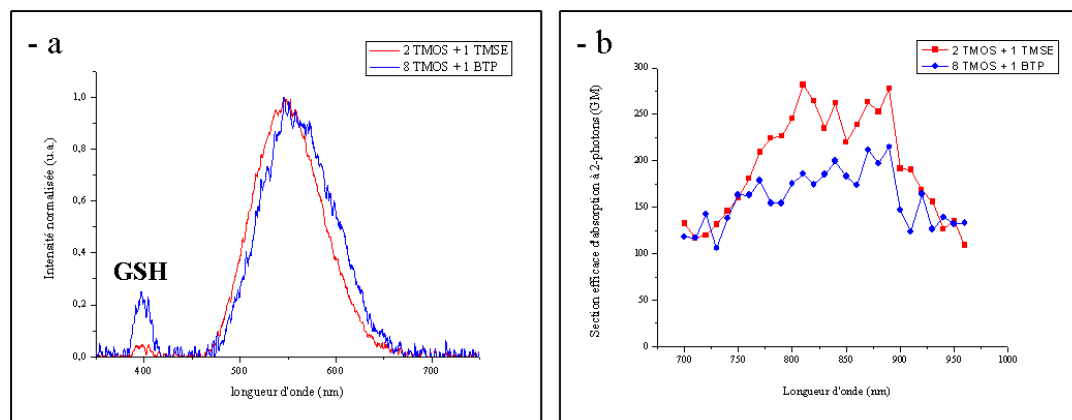 - a
2 TMOS + 1 TMSE
8 TMOS + 1 BTP
1,0
0,8
0,6
0,4
0,2
0,0
Intensité normalisée (u.a.)
GSH
400
500
600
700
longueur d'onde (nm)
- b
2 TMOS + 1 TMSE
8 TMOS + 1 BTP
300
250
200
150
100
50
0
Section efficace d'absorption à 2-photons (GM)
700
750
800
850
900
950
1000
Longueur d'onde (nm)